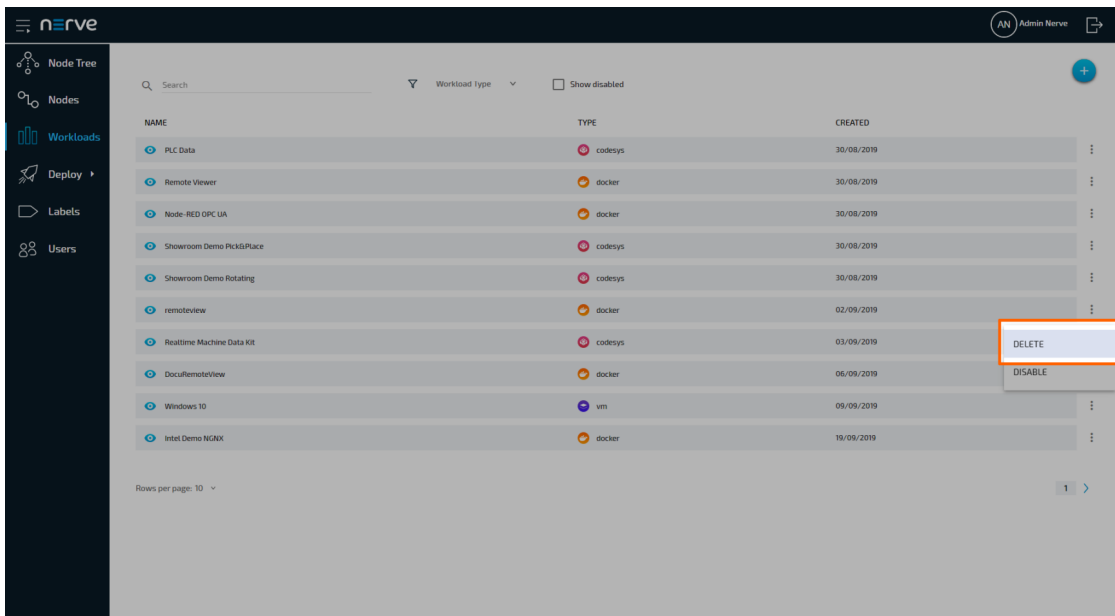 nerve
AN Admin Nerve
Node Tree
Nodes
Workloads
Deploy
Labels
Users
Search
Workload Type
Show disabled
+
NAME TYPE CREATED
PLC Data codesys 30/08/2019
Remote Viewer docker 30/08/2019
Node-RED OPC UA docker 30/08/2019
Showroom Demo Pick&Place codesys 30/08/2019
Showroom Demo Rotating codesys 30/08/2019
remoteview docker 02/09/2019
Realtime Machine Data Kit codesys 03/09/2019
DELETE
DocuRemoteView docker 06/09/2019
DISABLE
Windows 10 vm 09/09/2019
Intel Demo NGNX docker 19/09/2019
Rows per page: 10
1